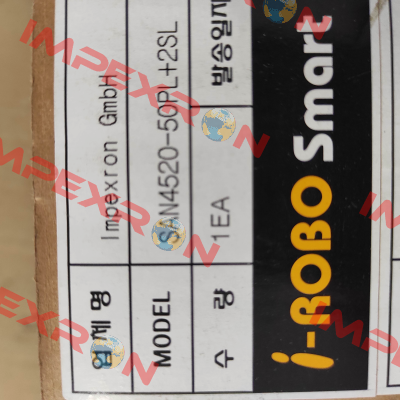 업체명 Impexron GmbH
MODEL SAN4520-50PL+2SL
수 량 1EA 발송일자
i-ROBO Smart
IMPEXRON
IMPEXRON
IMPEXRON